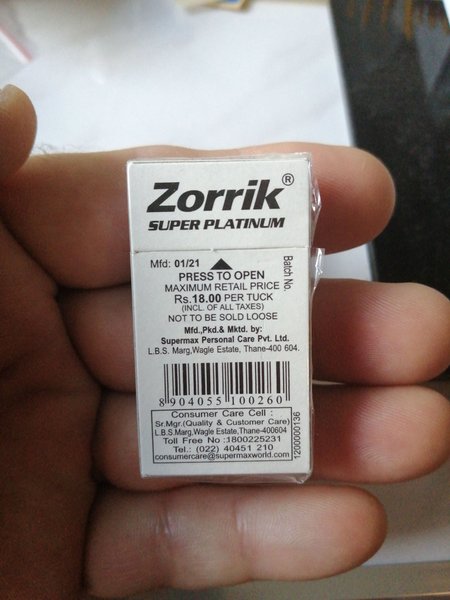 Zorrik®
SUPER PLATINUM
Mfd: 01/21
PRESS TO OPEN
MAXIMUM RETAIL PRICE
Rs.18.00 PER TUCK
(INCL. OF ALL TAXES)
NOT TO BE SOLD LOOSE
Batch No.
Mfd.,Pkd.& Mktd. by:
Supermax Personal Care Pvt. Ltd.
L.B.S. Marg,Wagle Estate, Thane-400 604.
8 904055 100260
Consumer Care Cell :
Sr.Mgr.(Quality & Customer Care)
L.B.S.Marg,Wagle Estate,Thane-400604
Toll Free No :1800225231
Tel.: (022) 40451 210
consumercare@supermaxworld.com
1200000136